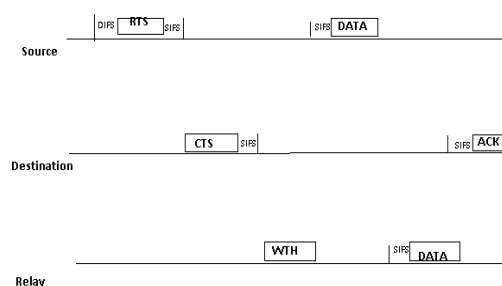 DIFS RTS SIFS SIFS DATA
Source
CTS SIFS SIFS ACK
Destination
WTH SIFS DATA
Relay